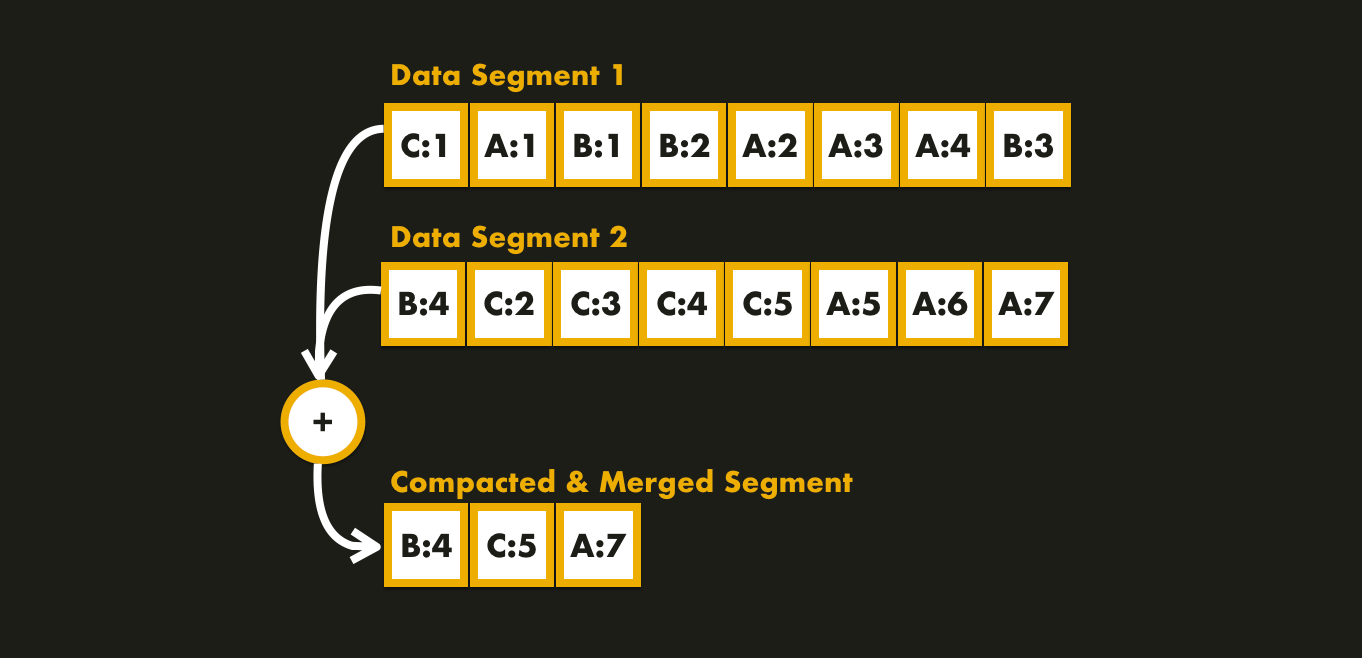 Data Segment 1
C:1 A:1 B:1 B:2 A:2 A:3 A:4 B:3
Data Segment 2
B:4 C:2 C:3 C:4 C:5 A:5 A:6 A:7
+
Compacted & Merged Segment
B:4 C:5 A:7